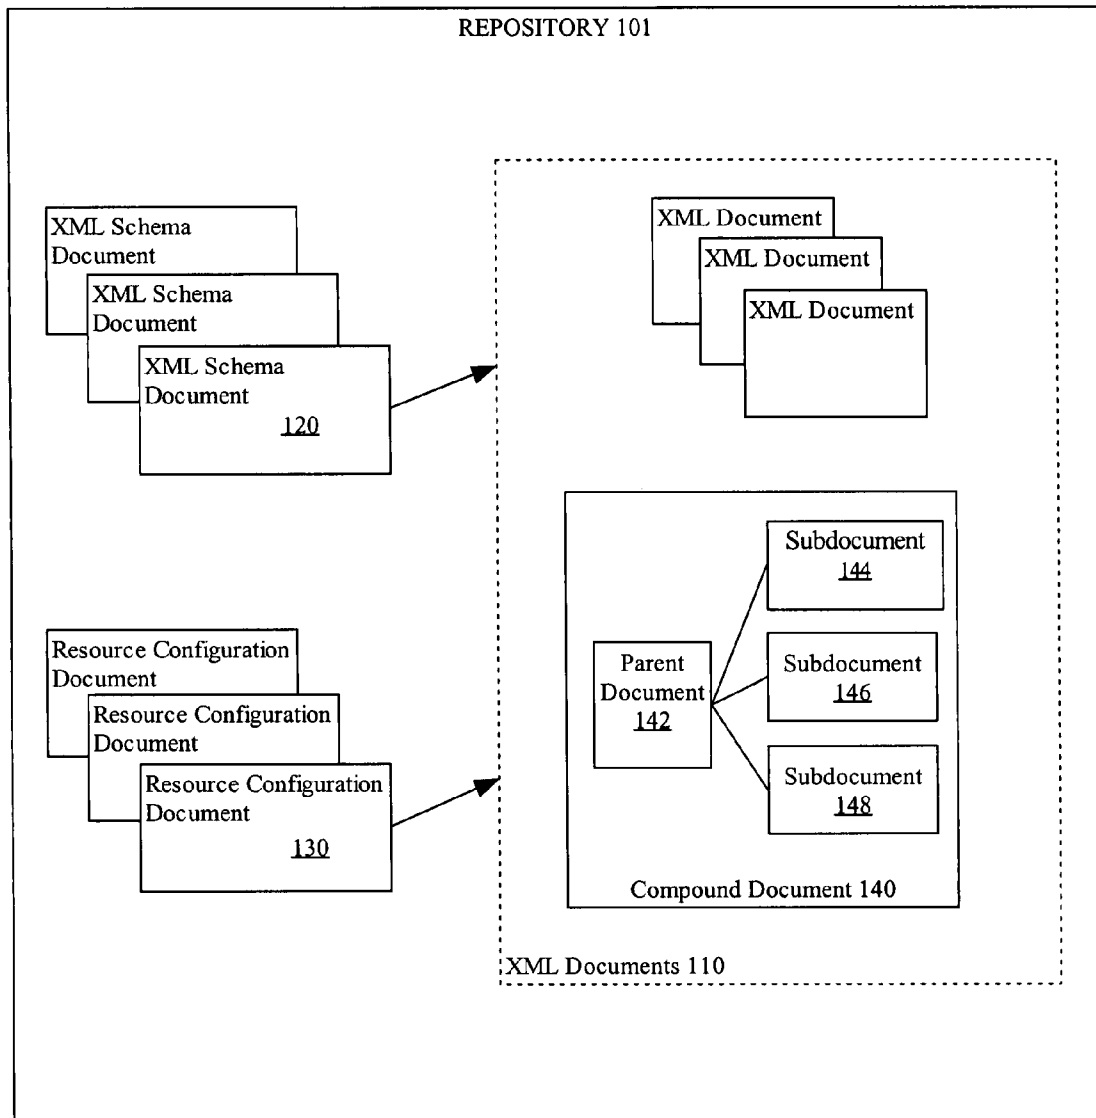 REPOSITORY 101
XML Schema
Document
XML Schema
Document
XML Schema
Document
120
XML Document
XML Document
XML Document
Subdocument
144
Parent
Document
142
Subdocument
146
Subdocument
148
Compound Document 140
Resource Configuration
Document
Resource Configuration
Document
Resource Configuration
Document
130
XML Documents 110